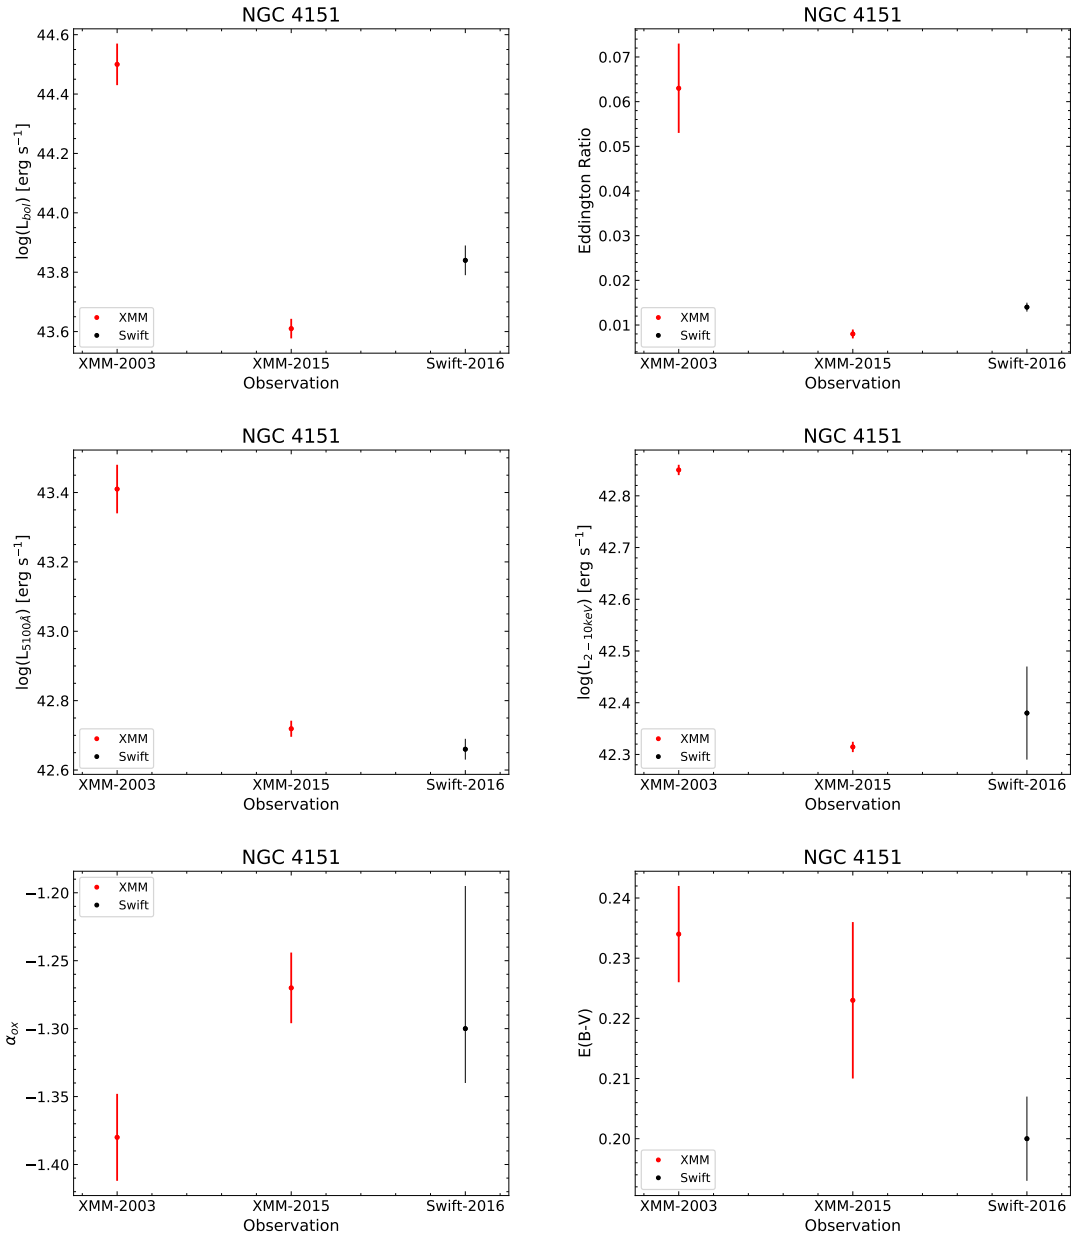 NGC 4151
log(L_bol) [erg s⁻¹]
44.6
44.4
44.2
44.0
43.8
43.6
XMM
Swift
XMM-2003 XMM-2015 Swift-2016
Observation
NGC 4151
Eddington Ratio
0.07
0.06
0.05
0.04
0.03
0.02
0.01
XMM
Swift
XMM-2003 XMM-2015 Swift-2016
Observation
NGC 4151
log(L_5100Å) [erg s⁻¹]
43.4
43.2
43.0
42.8
42.6
XMM
Swift
XMM-2003 XMM-2015 Swift-2016
Observation
NGC 4151
log(L_2−10keV) [erg s⁻¹]
42.8
42.7
42.6
42.5
42.4
42.3
XMM
Swift
XMM-2003 XMM-2015 Swift-2016
Observation
NGC 4151
α_ox
XMM
Swift
−1.20
−1.25
−1.30
−1.35
−1.40
XMM-2003 XMM-2015 Swift-2016
Observation
NGC 4151
E(B-V)
0.24
0.23
0.22
0.21
0.20
XMM
Swift
XMM-2003 XMM-2015 Swift-2016
Observation